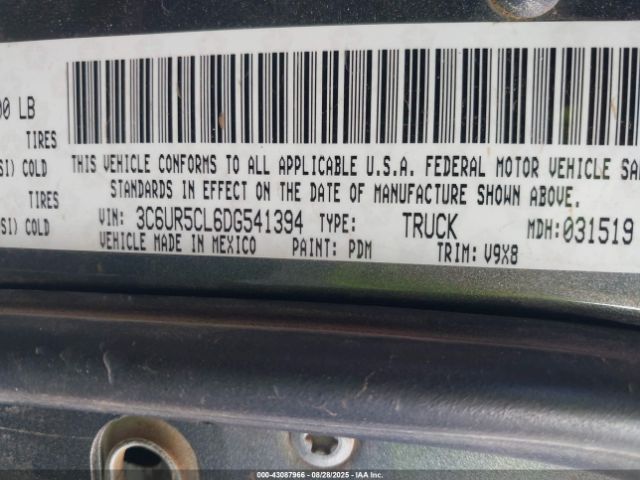 00 LB
TIRES
SI) COLD
TIRES
SI) COLD
THIS VEHICLE CONFORMS TO ALL APPLICABLE U.S.A. FEDERAL MOTOR VEHICLE SA
STANDARDS IN EFFECT ON THE DATE OF MANUFACTURE SHOWN ABOVE.
VIN: 3C6UR5CL6DG541394 TYPE: TRUCK MDH:031519
VEHICLE MADE IN MEXICO PAINT: PDM TRIM: V9X8
000-43087966 - 08/28/2025 - IAAI.COM